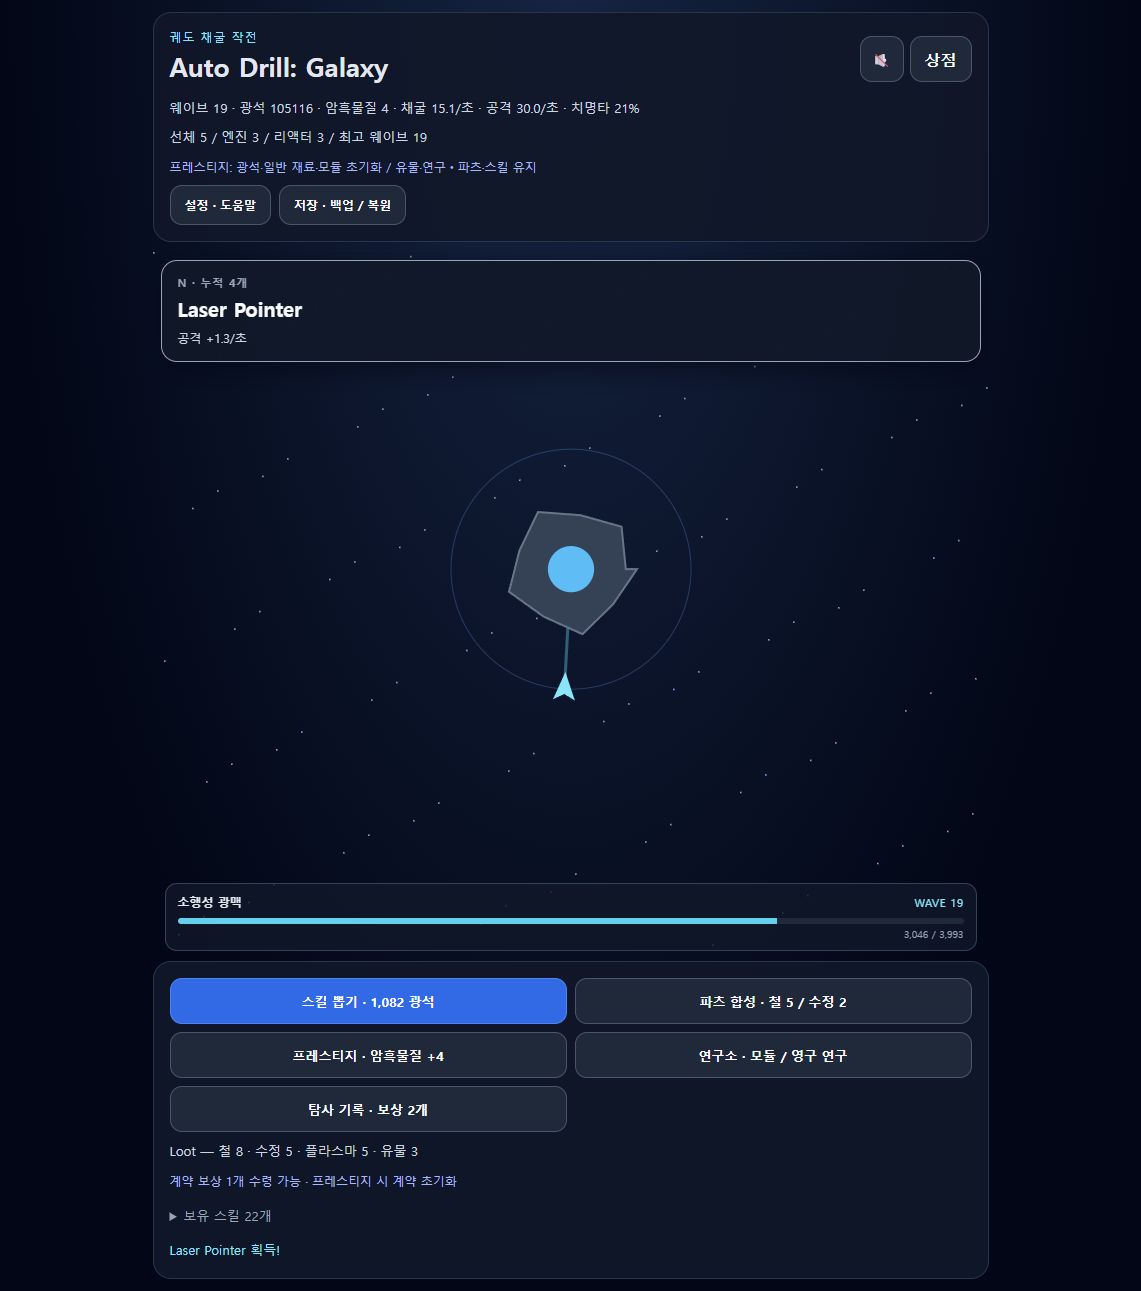 궤도 채굴 작전
Auto Drill: Galaxy
상점
웨이브 19 · 광석 105116 · 암흑물질 4 · 채굴 15.1/초 · 공격 30.0/초 · 치명타 21%
선체 5 / 엔진 3 / 리액터 3 / 최고 웨이브 19
프레스티지: 광석·일반 재료·모듈 초기화 / 유물·연구 • 파츠·스킬 유지
설정 · 도움말
저장 · 백업 / 복원
N · 누적 4개
Laser Pointer
공격 +1.3/초
소행성 광맥
WAVE 19
3,046 / 3,993
스킬 뽑기 · 1,082 광석
파츠 합성 · 철 5 / 수정 2
프레스티지 · 암흑물질 +4
연구소 · 모듈 / 영구 연구
탐사 기록 · 보상 2개
Loot — 철 8 · 수정 5 · 플라스마 5 · 유물 3
계약 보상 1개 수령 가능 · 프레스티지 시 계약 초기화
▶ 보유 스킬 22개
Laser Pointer 획득!